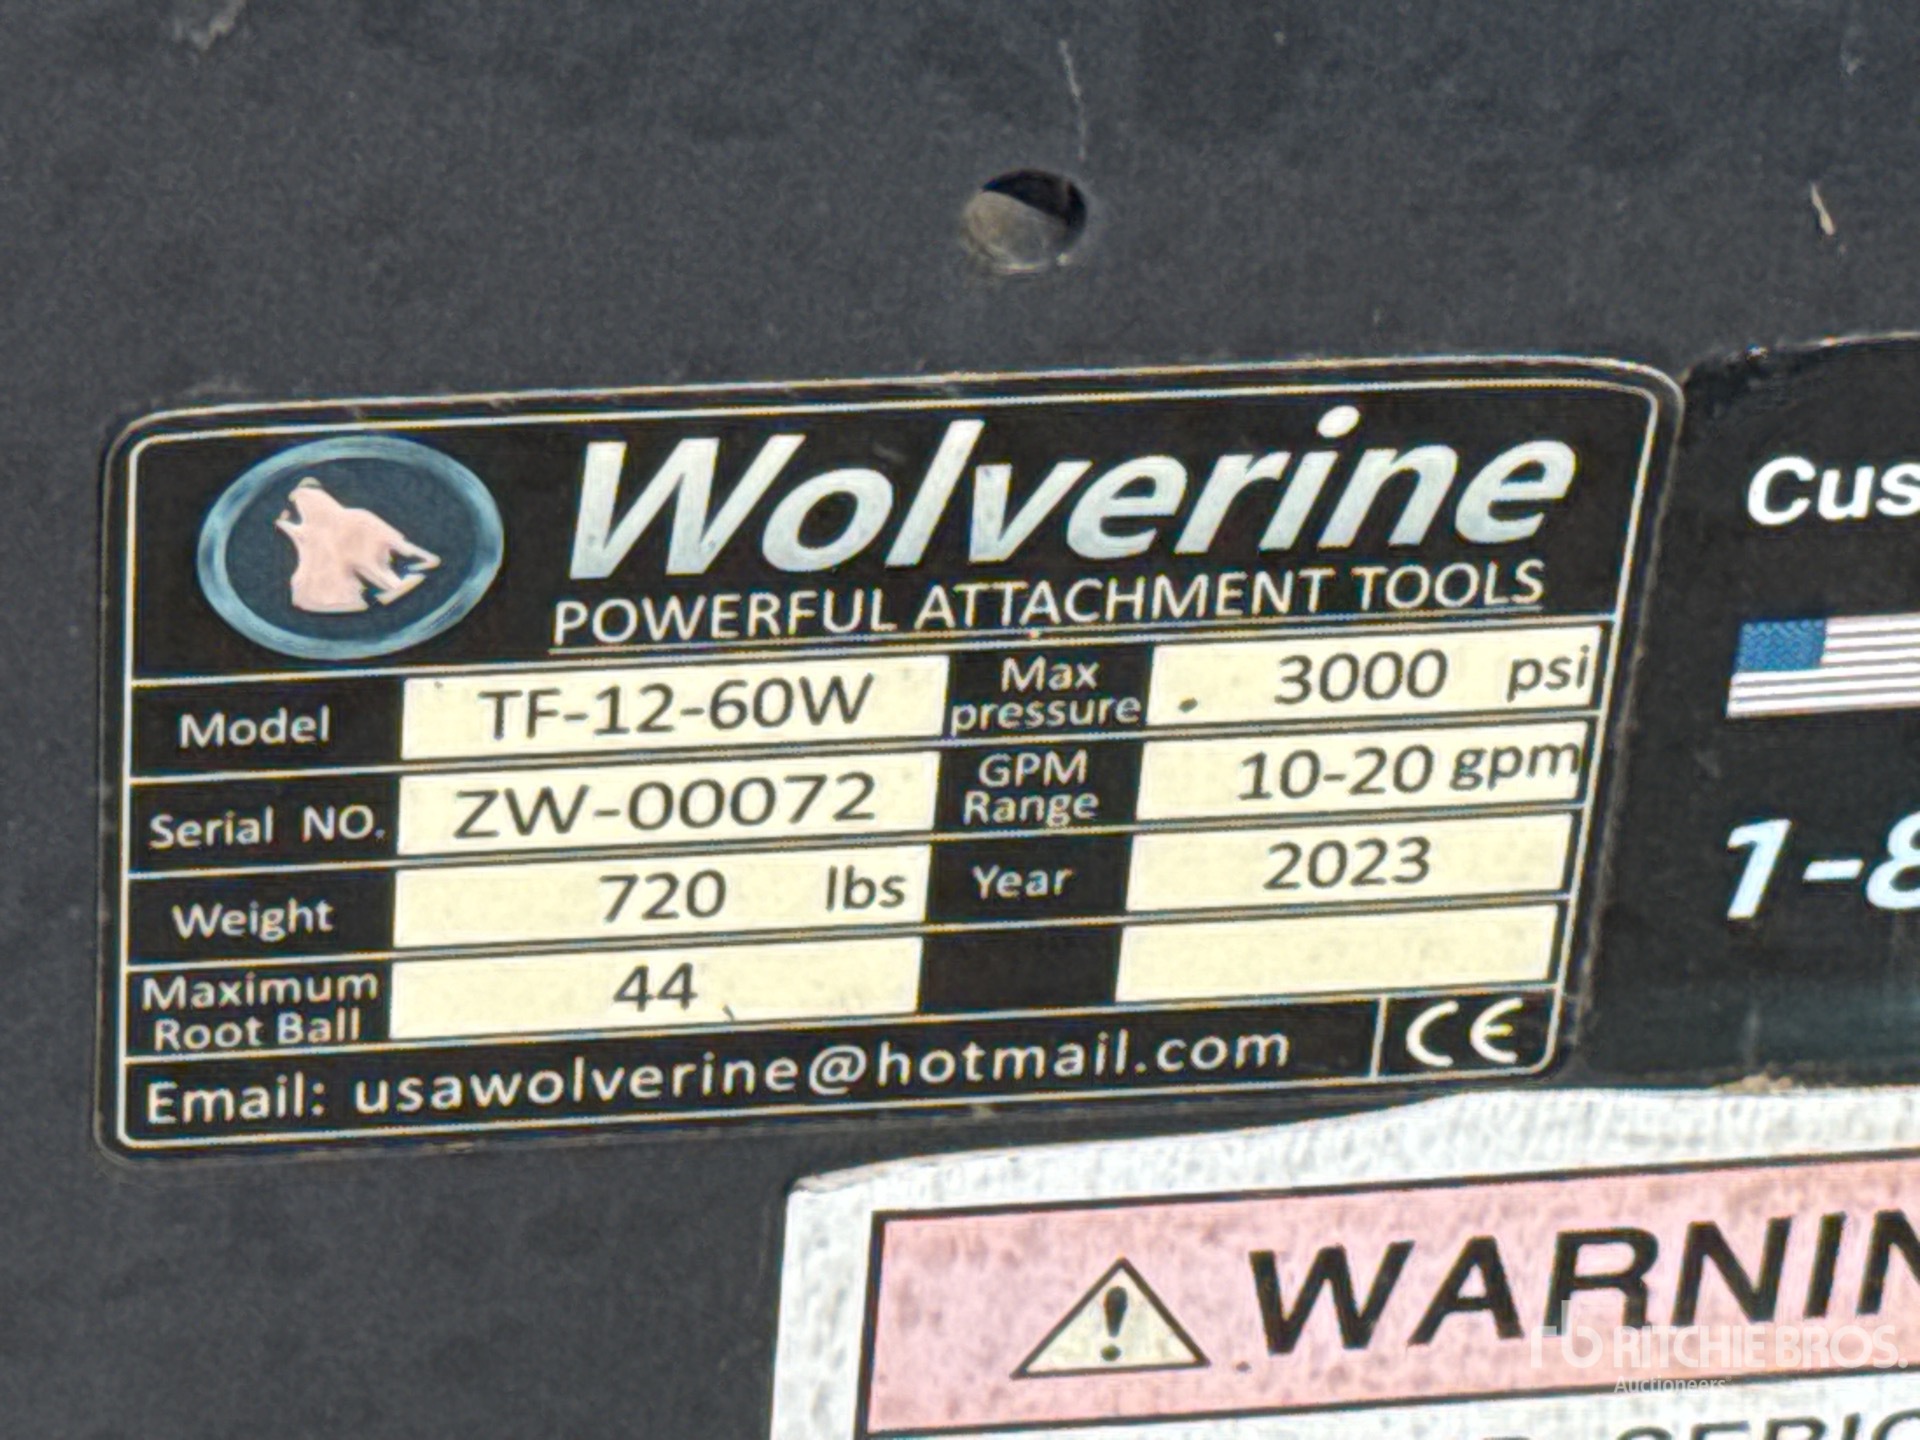 Wolverine
POWERFUL ATTACHMENT TOOLS
Model TF-12-60W Max pressure 3000 psi
Serial NO. ZW-00072 GPM Range 10-20 gpm
Weight 720 lbs Year 2023
Maximum Root Ball 44
Email: usawolverine@hotmail.com CE
Cus
1-8
WARNIN
rb RITCHIE BROS.
Auctioneers